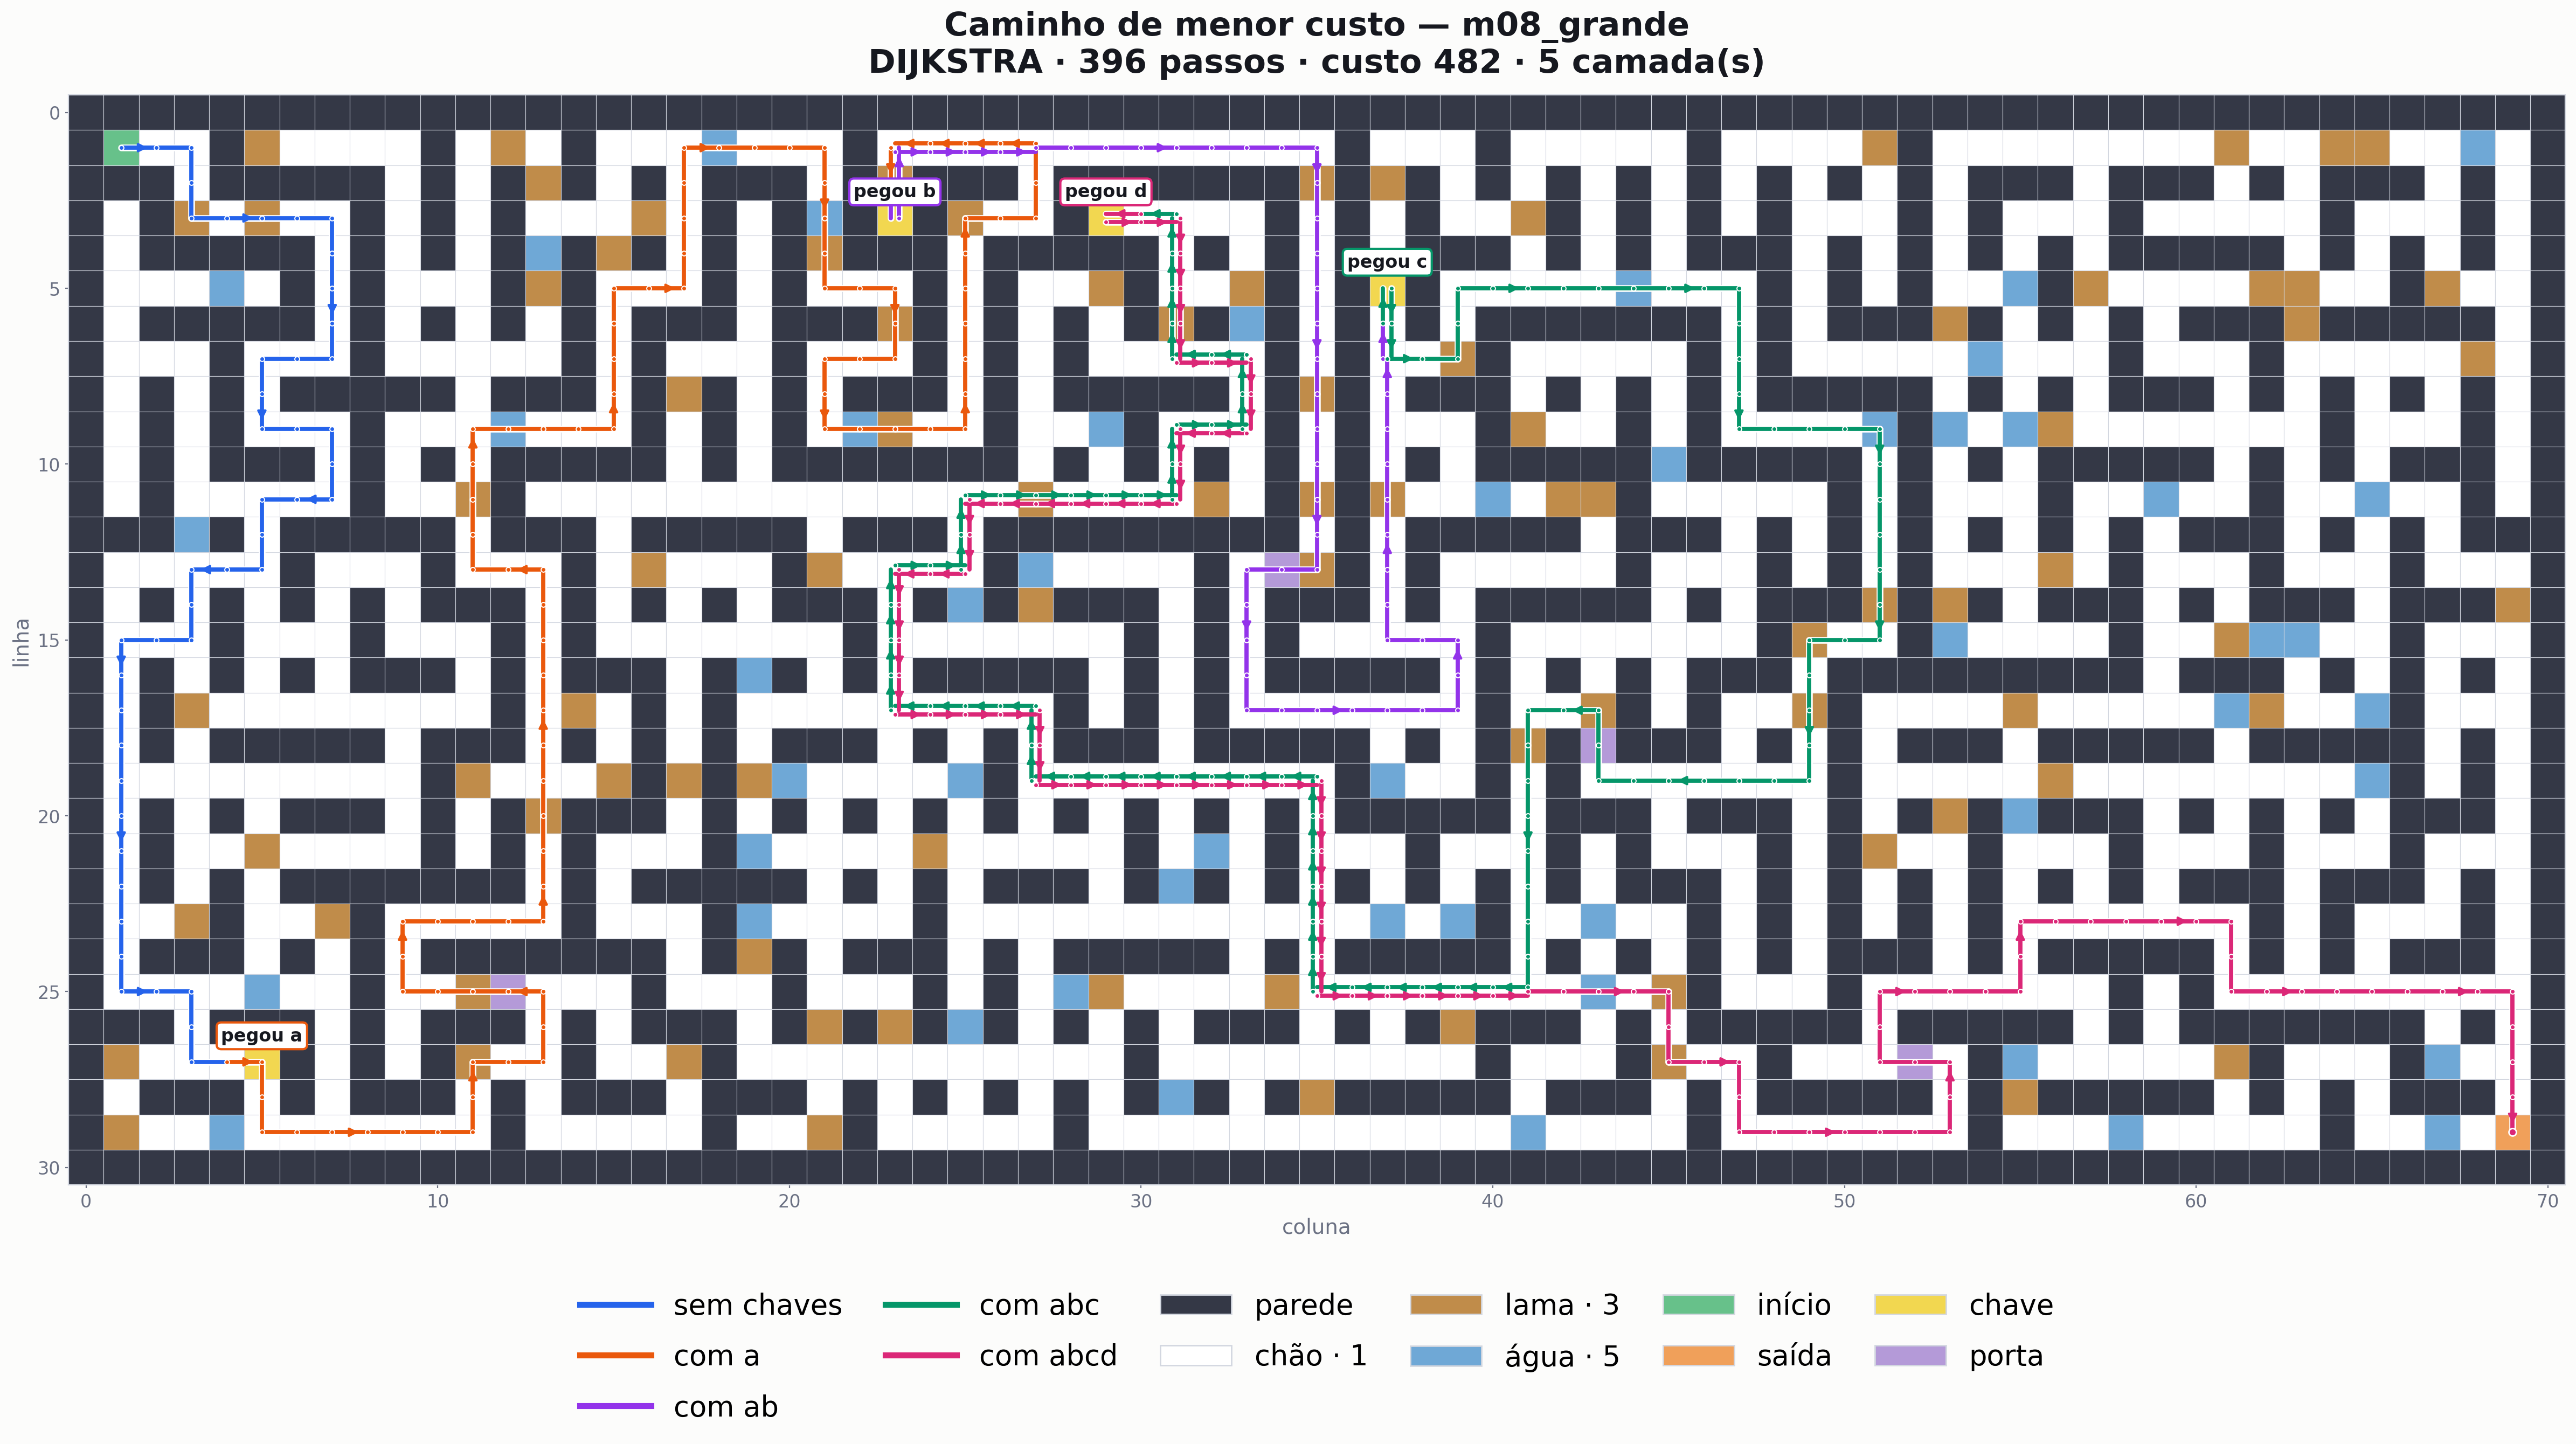 Caminho de menor custo — m08_grande
DIJKSTRA · 396 passos · custo 482 · 5 camada(s)
0
pegou b
pegou d
pegou c
5
10
linha
15
20
25
pegou a
30
0
10
20
30
40
50
60
70
coluna
sem chaves
com abc
parede
lama · 3
início
chave
com a
com abcd
chão · 1
água · 5
saída
porta
com ab